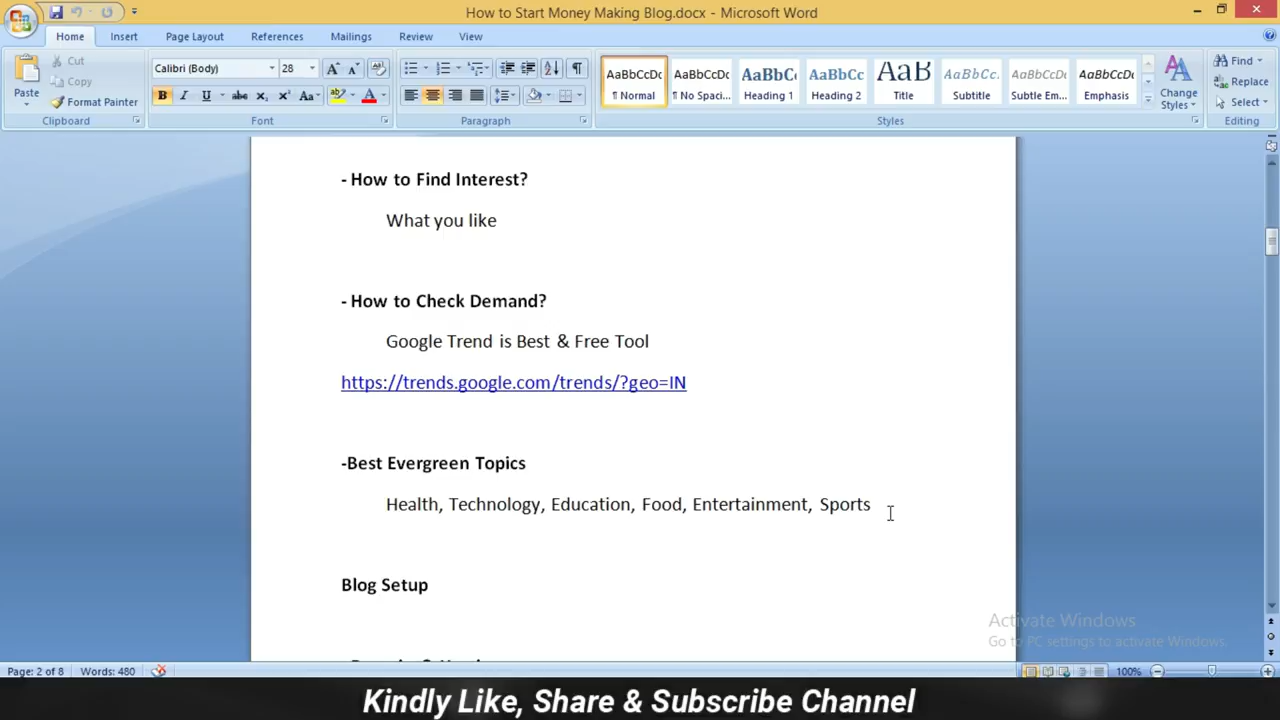 How to Start Money Making Blog.docx - Microsoft Word
Home Insert Page Layout References Mailings Review View
Cut
Copy
Format Painter
Paste
Calibri (Body) 28
AaBbCcDc AaBbCcDc AaBbCc AaBbCc AaB AaBbCc. AaBbCcDc AaBbCcDc
¶ Normal ¶ No Spaci... Heading 1 Heading 2 Title Subtitle Subtle Em... Emphasis
Change Styles
Find
Replace
Select
Clipboard Font Paragraph Styles Editing
- How to Find Interest?
What you like
- How to Check Demand?
Google Trend is Best & Free Tool
https://trends.google.com/trends/?geo=IN
-Best Evergreen Topics
Health, Technology, Education, Food, Entertainment, Sports
Blog Setup
Activate Windows
Go to PC settings to activate Windows.
Page: 2 of 8 Words: 480 100%
Kindly Like, Share & Subscribe Channel